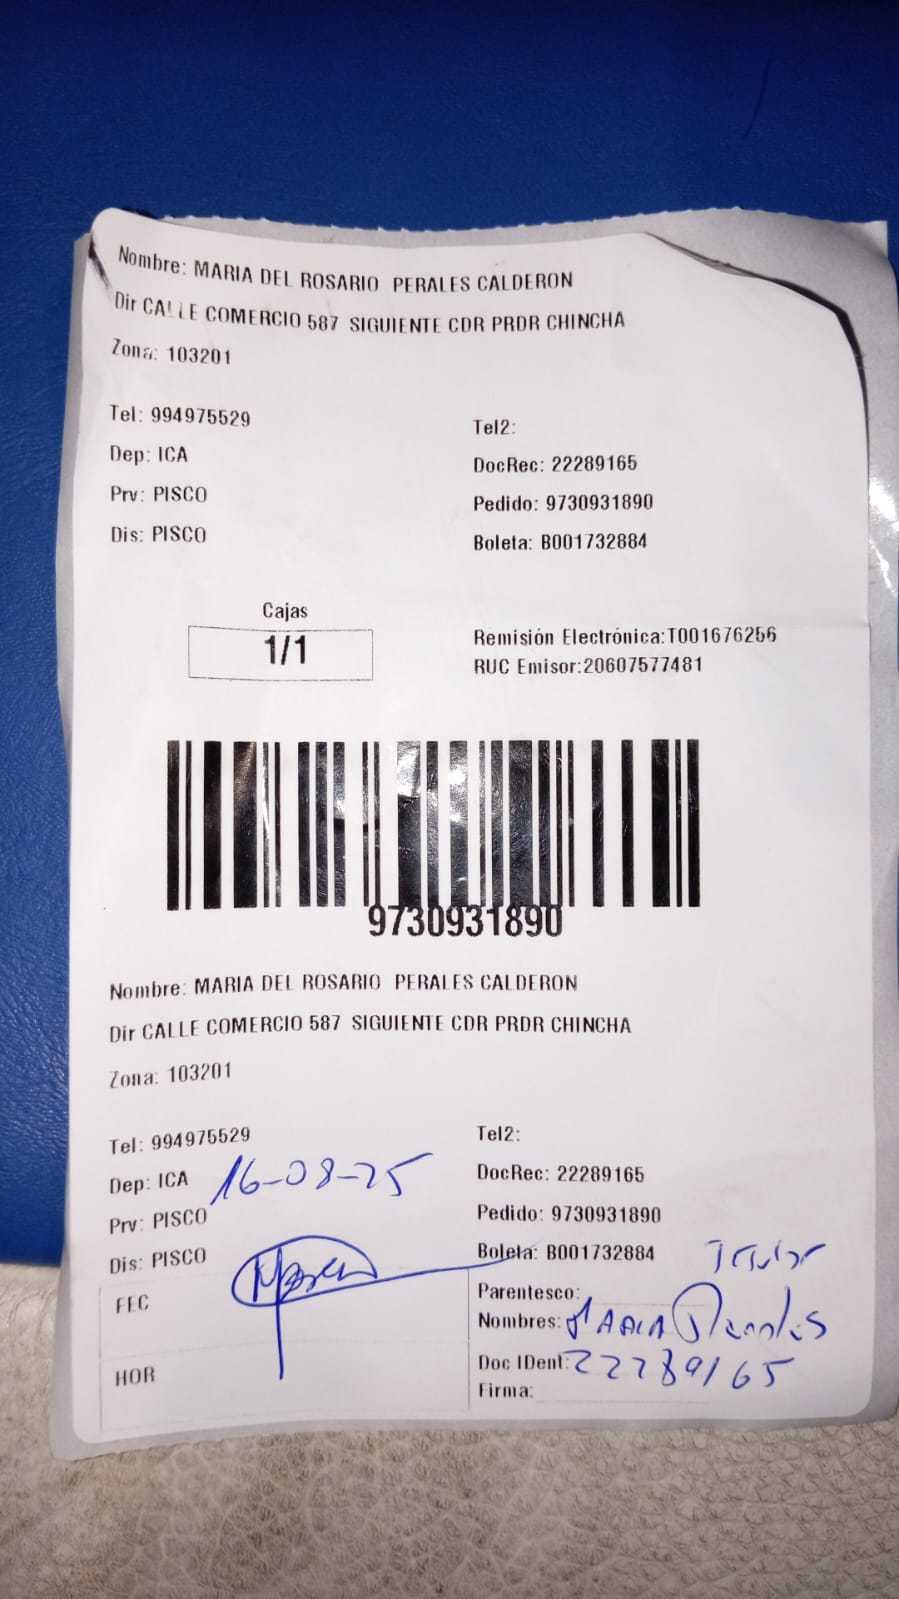 Nombre: MARIA DEL ROSARIO PERALES CALDERON
Dir CALLE COMERCIO 587 SIGUIENTE CDR PRDR CHINCHA
Zona: 103201
Tel: 994975529
Tel2:
Dep: ICA
DocRec: 22289165
Prv: PISCO
Pedido: 9730931890
Dis: PISCO
Boleta: B001732884
Cajas
1/1
Remisión Electrónica:T001676256
RUC Emisor:20607577481
9730931890
Nombre: MARIA DEL ROSARIO PERALES CALDERON
Dir CALLE COMERCIO 587 SIGUIENTE CDR PRDR CHINCHA
Zona: 103201
Tel: 994975529
Tel2:
Dep: ICA 16-08-25
DocRec: 22289165
Prv: PISCO
Pedido: 9730931890
Dis: PISCO
Boleta: B001732884
Titular
FEC
Parentesco:
Nombres: MARIA Perales
HOR
Doc IDent: 22289165
Firma: